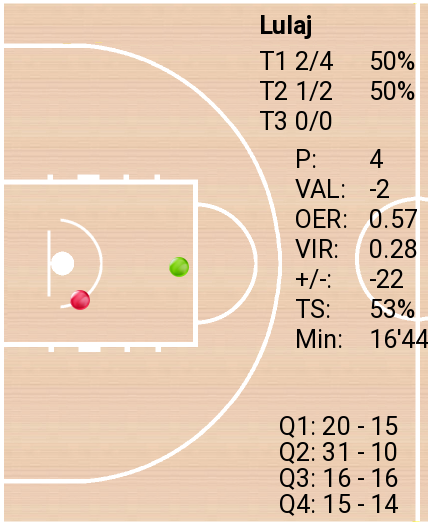 Lulaj
T1 2/4 50%
T2 1/2 50%
T3 0/0
P: 4
VAL: -2
OER: 0.57
VIR: 0.28
+/-: -22
TS: 53%
Min: 16'44
Q1: 20 - 15
Q2: 31 - 10
Q3: 16 - 16
Q4: 15 - 14